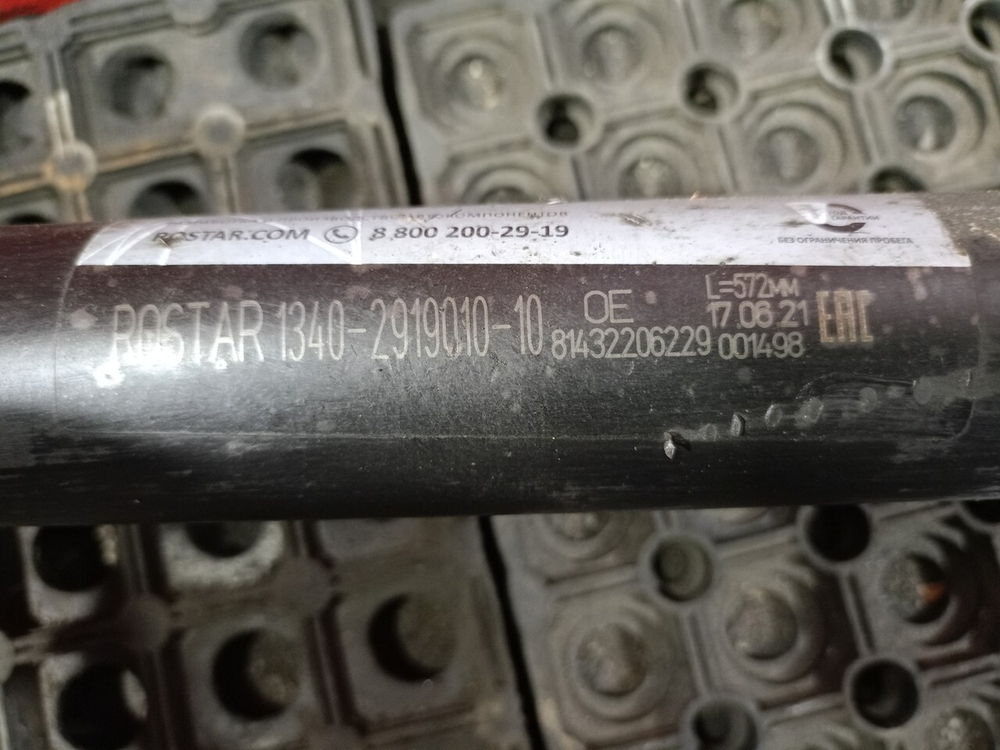 ROSTAR.COM 8 800 200-29-19
ГАРАНТИИ
БЕЗ ОГРАНИЧЕНИЯ ПРОБЕГА
ROSTAR 1340-2919010-10
OE
81432206229
L=572мм
17.06.21
001498
EAC